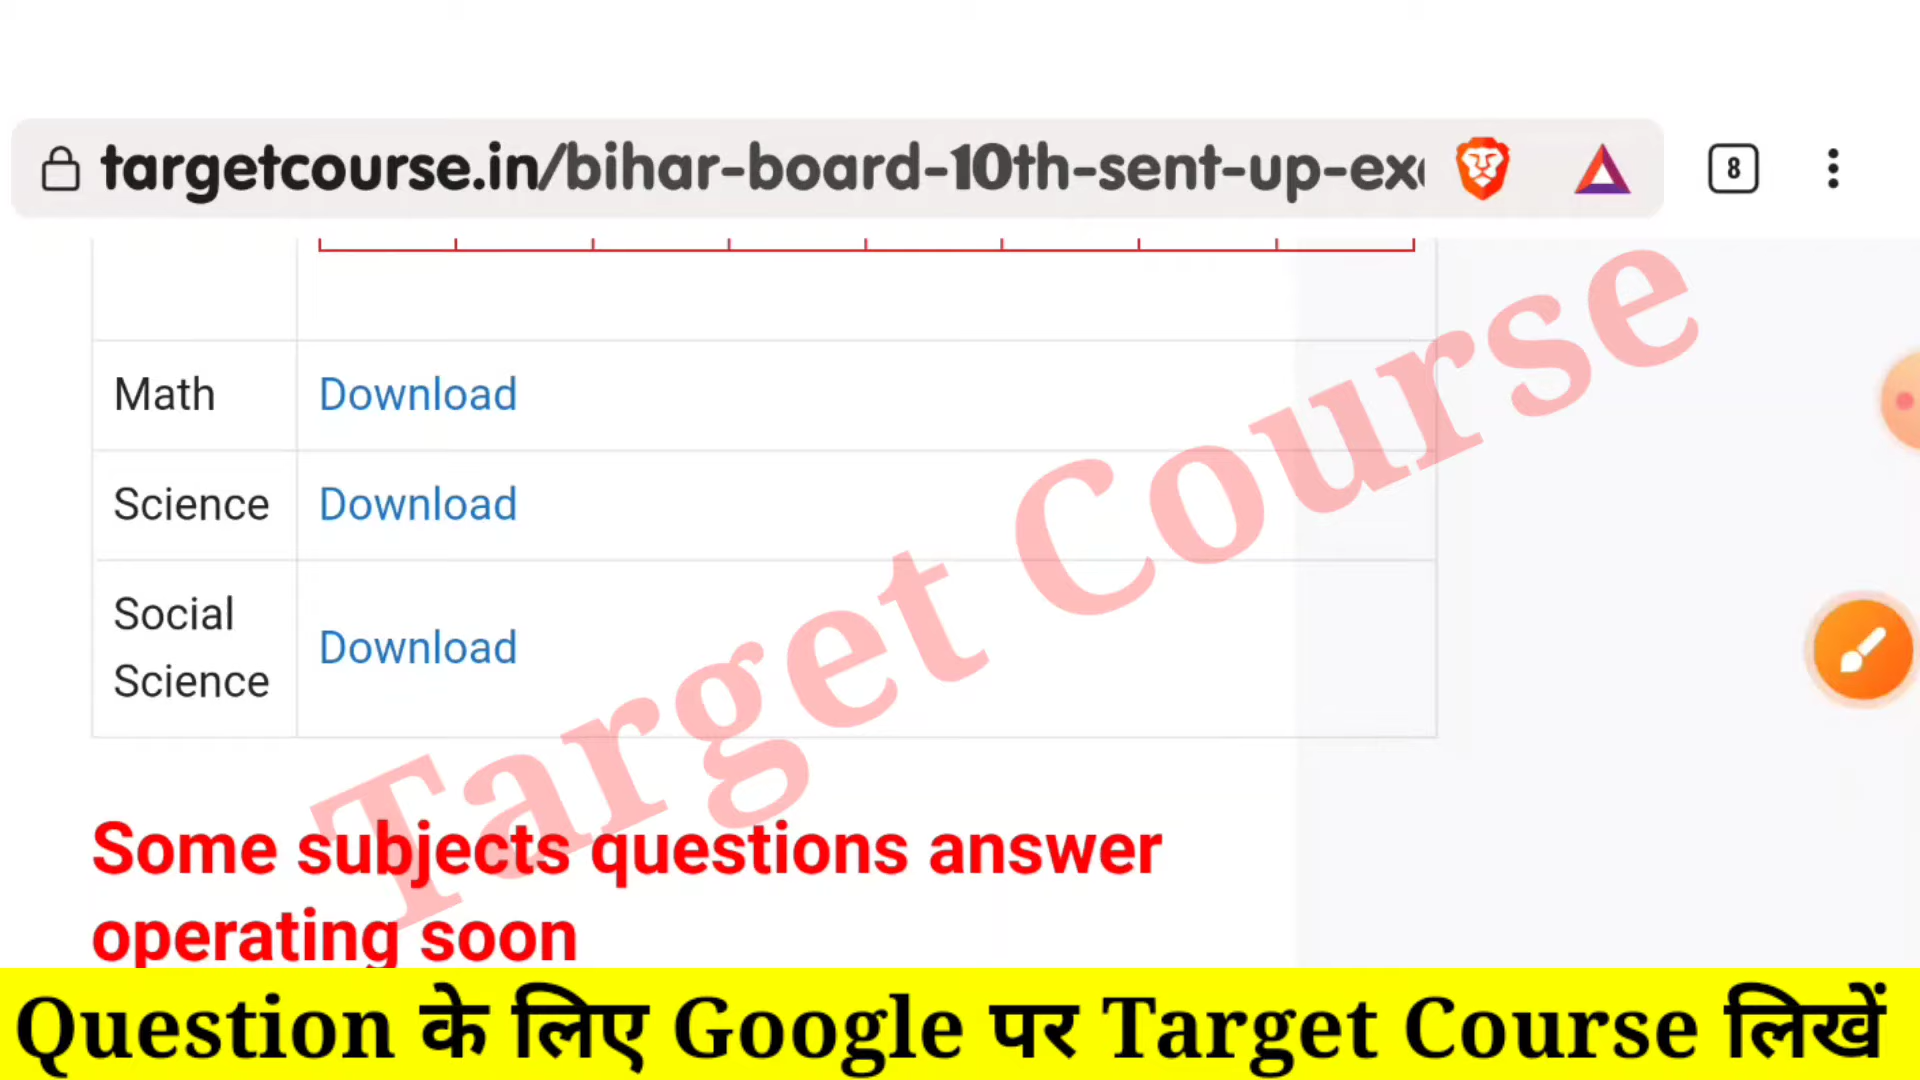 targetcourse.in/bihar-board-10th-sent-up-ex
8
Math Download
Science Download
Social
Science
Download
Target Course
Some subjects questions answer
operating soon
Question के लिए Google पर Target Course लिखें